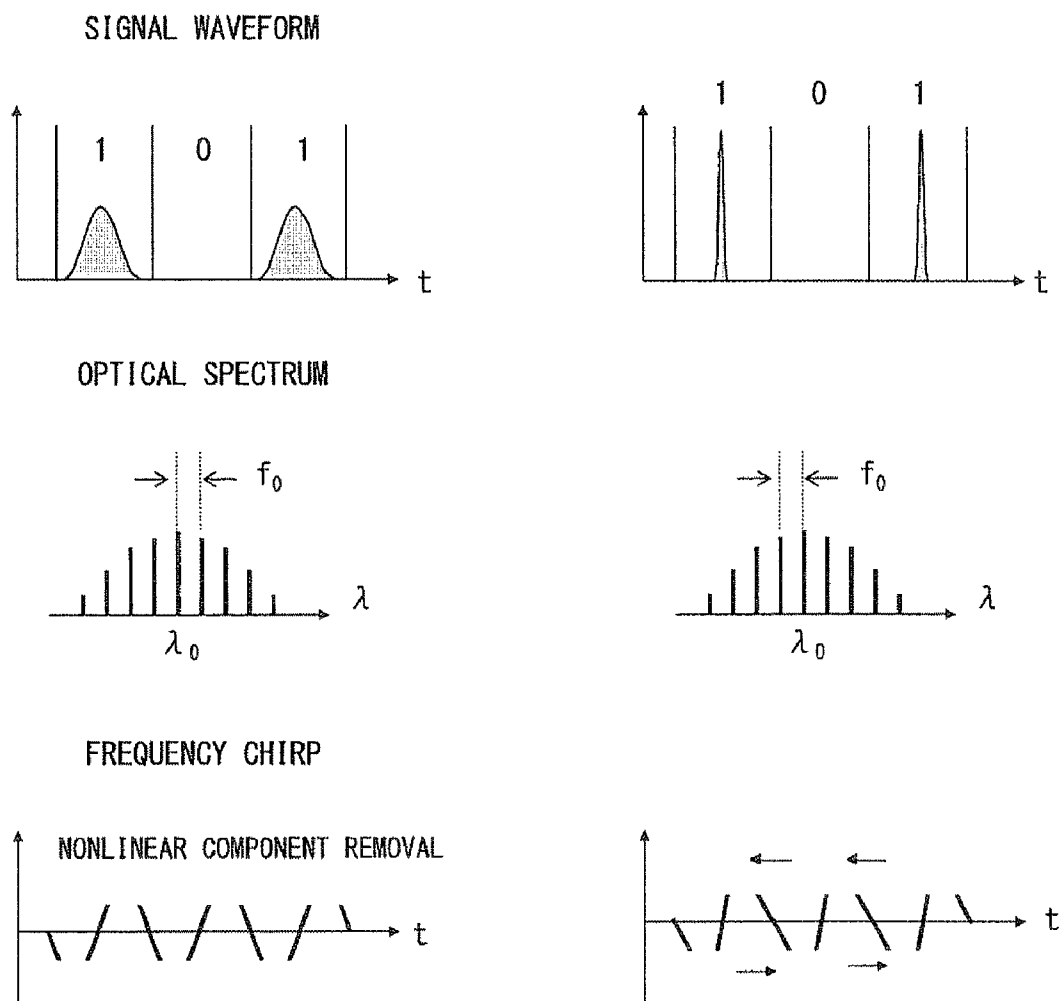 SIGNAL WAVEFORM
1 0 1
t
1 0 1
t
OPTICAL SPECTRUM
f₀
λ
λ₀
f₀
λ
λ₀
FREQUENCY CHIRP
NONLINEAR COMPONENT REMOVAL
t
t